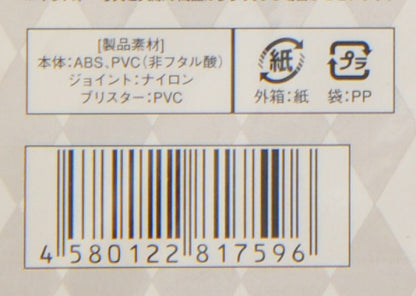 [製品素材]
本体:ABS、PVC(非フタル酸)
ジョイント:ナイロン
ブリスター:PVC
紙 プラ
外箱:紙 袋:PP
4 580122 817596